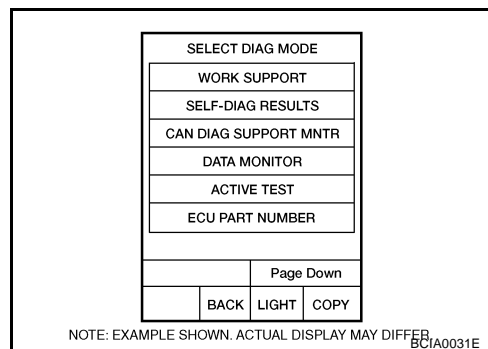 SELECT DIAG MODE
WORK SUPPORT
SELF-DIAG RESULTS
CAN DIAG SUPPORT MNTR
DATA MONITOR
ACTIVE TEST
ECU PART NUMBER
Page Down
BACK LIGHT COPY
NOTE: EXAMPLE SHOWN. ACTUAL DISPLAY MAY DIFFER.
BCIA0031E